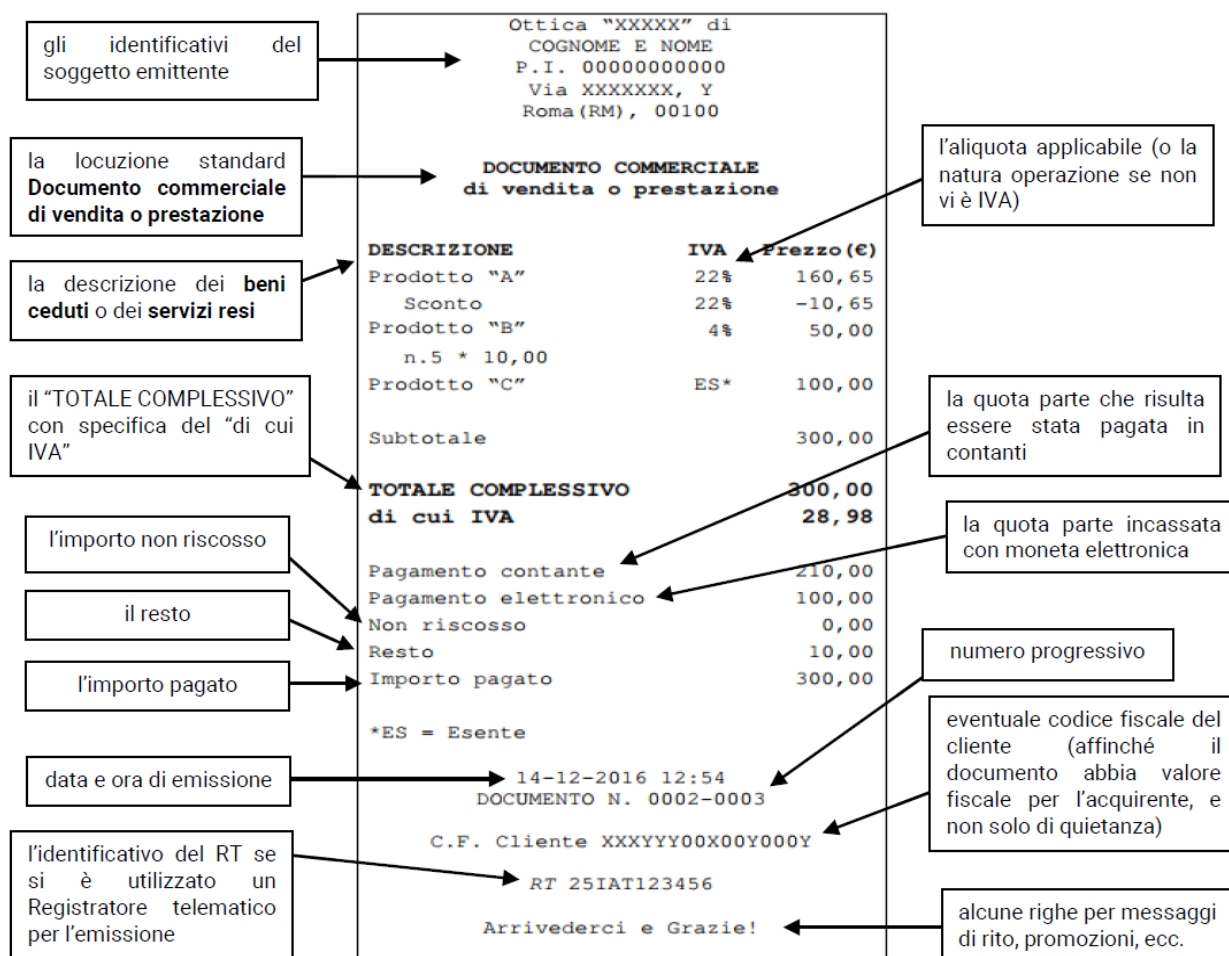 gli identificativi del
soggetto emittente
la locuzione standard
Documento commerciale
di vendita o prestazione
la descrizione dei beni
ceduti o dei servizi resi
il “TOTALE COMPLESSIVO”
con specifica del “di cui
IVA”
l’importo non riscosso
il resto
l’importo pagato
data e ora di emissione
l’identificativo del RT se
si è utilizzato un
Registratore telematico
per l’emissione
Ottica “XXXXX” di
COGNOME E NOME
P.I. 00000000000
Via XXXXXXX, Y
Roma(RM), 00100
DOCUMENTO COMMERCIALE
di vendita o prestazione
DESCRIZIONE IVA Prezzo(€)
Prodotto “A” 22% 160,65
Sconto 22% -10,65
Prodotto “B” 4% 50,00
n.5 * 10,00
Prodotto “C” ES* 100,00
Subtotale 300,00
TOTALE COMPLESSIVO 300,00
di cui IVA 28,98
Pagamento contante 210,00
Pagamento elettronico 100,00
Non riscosso 0,00
Resto 10,00
Importo pagato 300,00
*ES = Esente
14-12-2016 12:54
DOCUMENTO N. 0002-0003
C.F. Cliente XXXYYY00X00Y000Y
RT 25IAT123456
Arrivederci e Grazie!
l’aliquota applicabile (o la
natura operazione se non
vi è IVA)
la quota parte che risulta
essere stata pagata in
contanti
la quota parte incassata
con moneta elettronica
numero progressivo
eventuale codice fiscale del
cliente (affinché il
documento abbia valore
fiscale per l’acquirente, e
non solo di quietanza)
alcune righe per messaggi
di rito, promozioni, ecc.